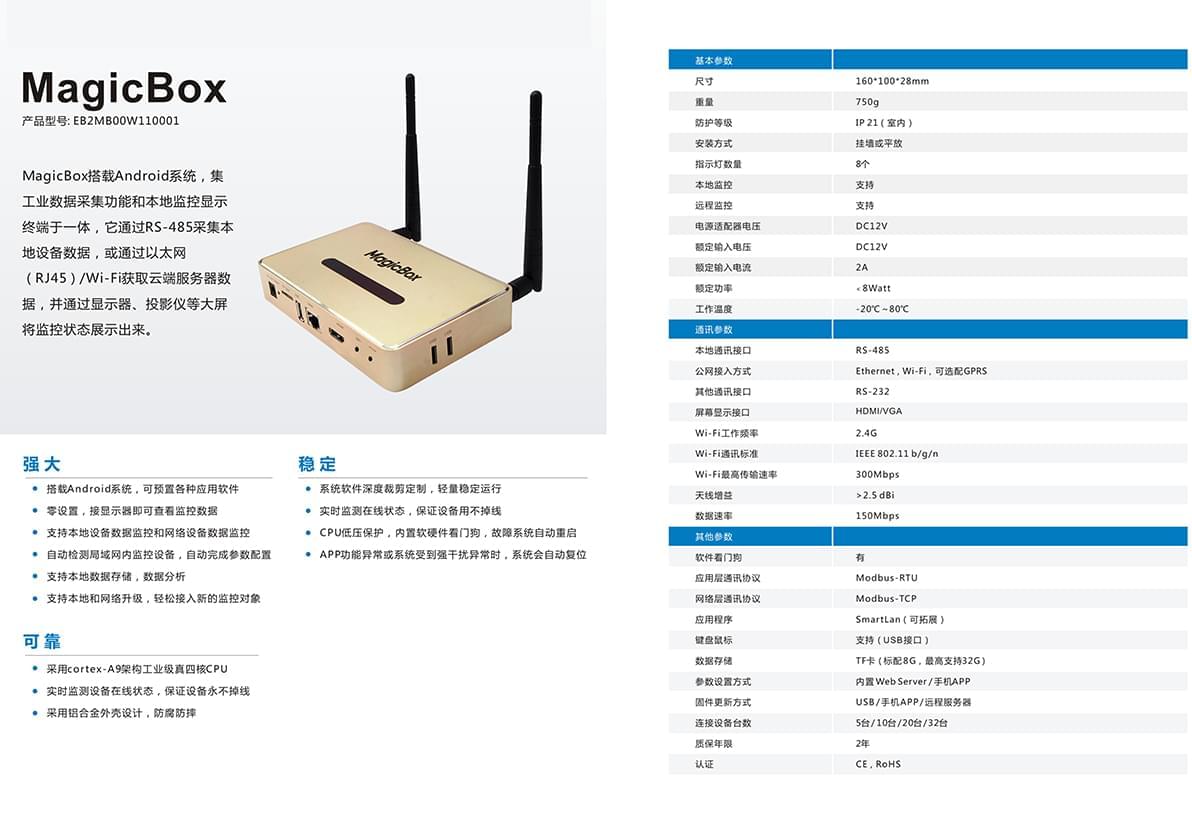 MagicBox
产品型号: EB2MB00W110001
MagicBox搭载Android系统，集
工业数据采集功能和本地监控显示
终端于一体，它通过RS-485采集本
地设备数据，或通过以太网
（RJ45）/Wi-Fi获取云端服务器数
据，并通过显示器、投影仪等大屏
将监控状态展示出来。
MagicBox
强大
搭载Android系统，可预置各种应用软件
零设置，接显示器即可查看监控数据
支持本地设备数据监控和网络设备数据监控
自动检测局域网内监控设备，自动完成参数配置
支持本地数据存储，数据分析
支持本地和网络升级，轻松接入新的监控对象
稳定
系统软件深度裁剪定制，轻量稳定运行
实时监测在线状态，保证设备用不掉线
CPU低压保护，内置软硬件看门狗，故障系统自动重启
APP功能异常或系统受到强干扰异常时，系统会自动复位
可靠
采用cortex-A9架构工业级真四核CPU
实时监测设备在线状态，保证设备永不掉线
采用铝合金外壳设计，防腐防摔
基本参数
尺寸 160*100*28mm
重量 750g
防护等级 IP 21（室内）
安装方式 挂墙或平放
指示灯数量 8个
本地监控 支持
远程监控 支持
电源适配器电压 DC12V
额定输入电压 DC12V
额定输入电流 2A
额定功率 <8Watt
工作温度 -20℃~80℃
通讯参数
本地通讯接口 RS-485
公网接入方式 Ethernet , Wi-Fi , 可选配GPRS
其他通讯接口 RS-232
屏幕显示接口 HDMI/VGA
Wi-Fi工作频率 2.4G
Wi-Fi通讯标准 IEEE 802.11 b/g/n
Wi-Fi最高传输速率 300Mbps
天线增益 >2.5 dBi
数据速率 150Mbps
其他参数
软件看门狗 有
应用层通讯协议 Modbus-RTU
网络层通讯协议 Modbus-TCP
应用程序 SmartLan（可拓展）
键盘鼠标 支持（USB接口）
数据存储 TF卡（标配8G，最高支持32G）
参数设置方式 内置Web Server/手机APP
固件更新方式 USB/手机APP/远程服务器
连接设备台数 5台/10台/20台/32台
质保年限 2年
认证 CE , RoHS